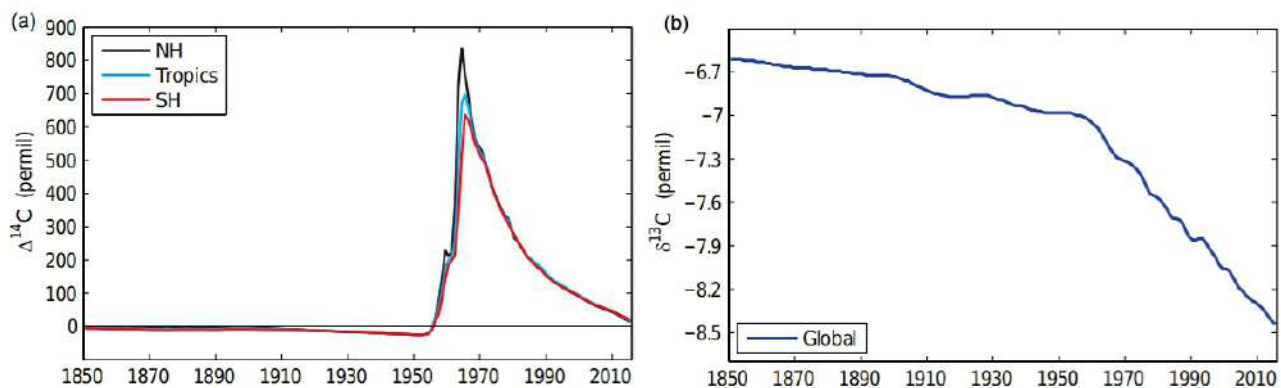 (a)
900
800
700
600
500
400
300
200
100
0
−100
Δ14C (permil)
NH
Tropics
SH
1850 1870 1890 1910 1930 1950 1970 1990 2010
(b)
−6.7
−7
−7.3
−7.6
−7.9
−8.2
−8.5
δ13C (permil)
Global
1850 1870 1890 1910 1930 1950 1970 1990 2010